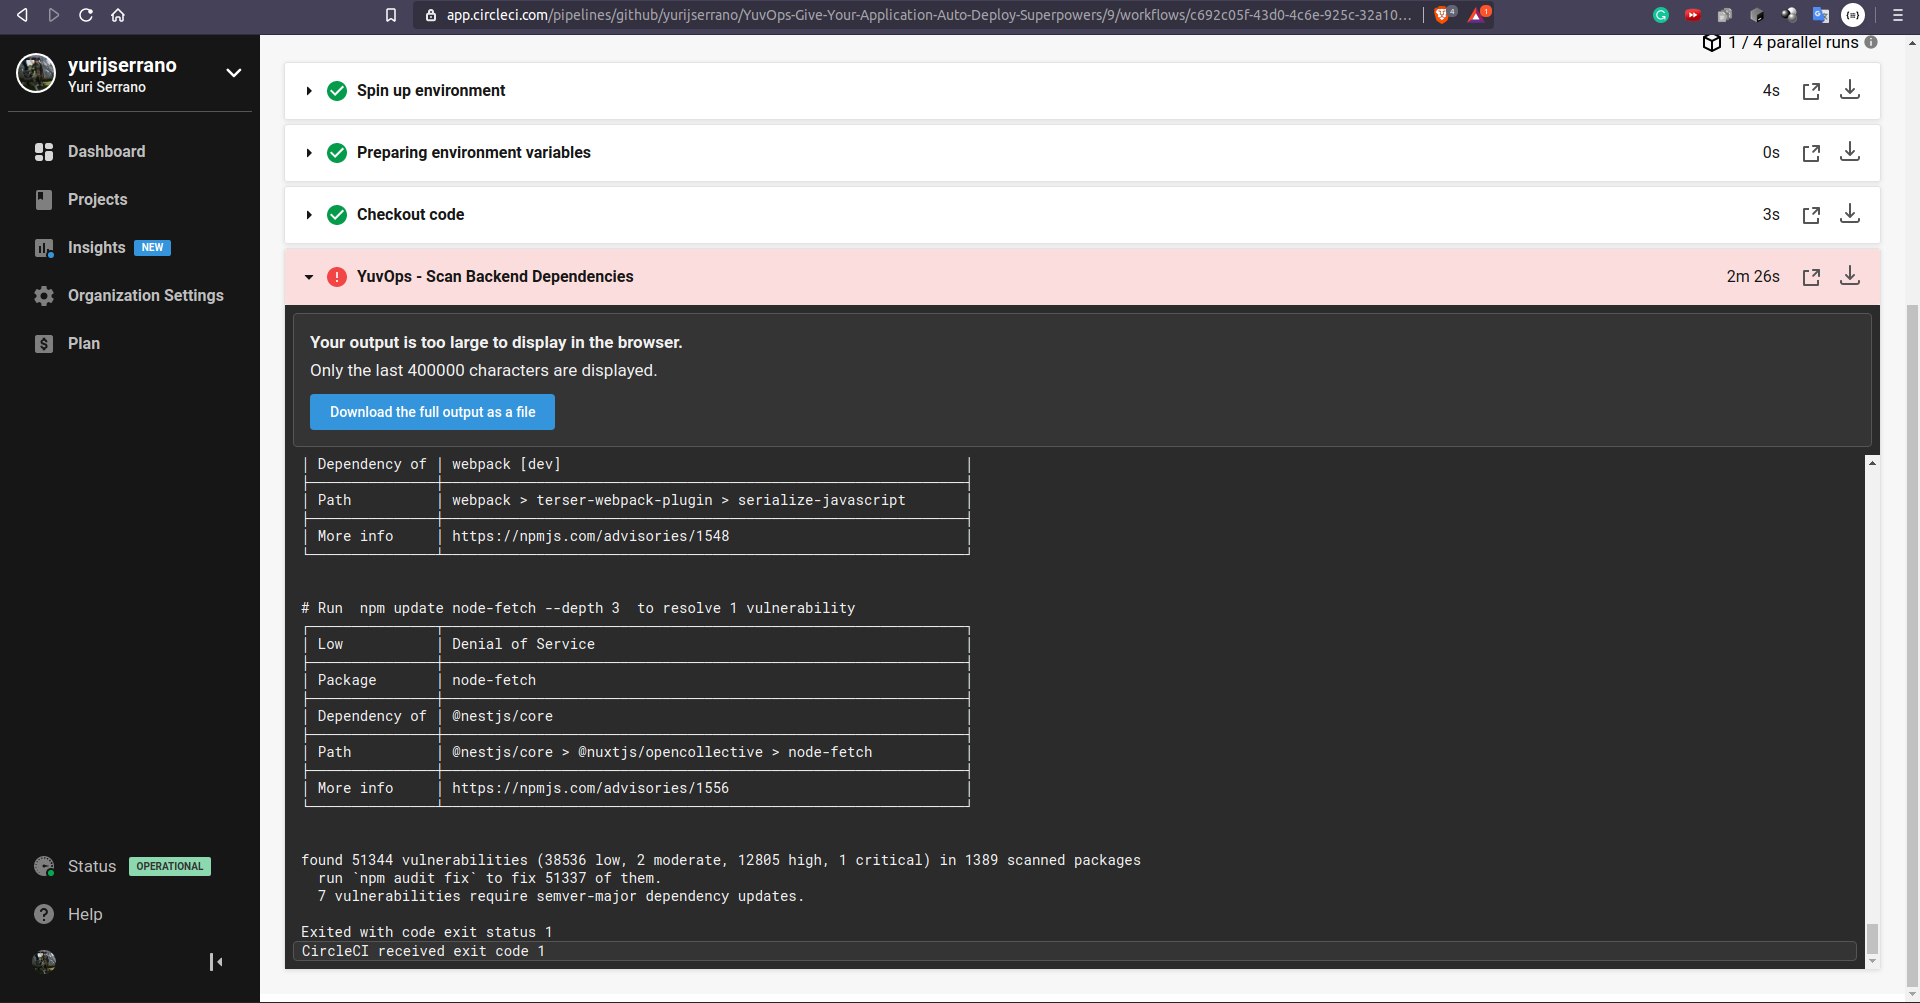 app.circleci.com/pipelines/github/yurijserrano/YuvOps-Give-Your-Application-Auto-Deploy-Superpowers/9/workflows/c692c05f-43d0-4c6e-925c-32a10...
4
1
yurijserrano
Yuri Serrano
Dashboard
Projects
Insights NEW
Organization Settings
Plan
Status OPERATIONAL
Help
1 / 4 parallel runs
Spin up environment 4s
Preparing environment variables 0s
Checkout code 3s
YuvOps - Scan Backend Dependencies 2m 26s
Your output is too large to display in the browser.
Only the last 400000 characters are displayed.
Download the full output as a file
Dependency of webpack [dev]
Path webpack > terser-webpack-plugin > serialize-javascript
More info https://npmjs.com/advisories/1548
# Run  npm update node-fetch --depth 3  to resolve 1 vulnerability
Low Denial of Service
Package node-fetch
Dependency of @nestjs/core
Path @nestjs/core > @nuxtjs/opencollective > node-fetch
More info https://npmjs.com/advisories/1556
found 51344 vulnerabilities (38536 low, 2 moderate, 12805 high, 1 critical) in 1389 scanned packages
run `npm audit fix` to fix 51337 of them.
7 vulnerabilities require semver-major dependency updates.
Exited with code exit status 1
CircleCI received exit code 1